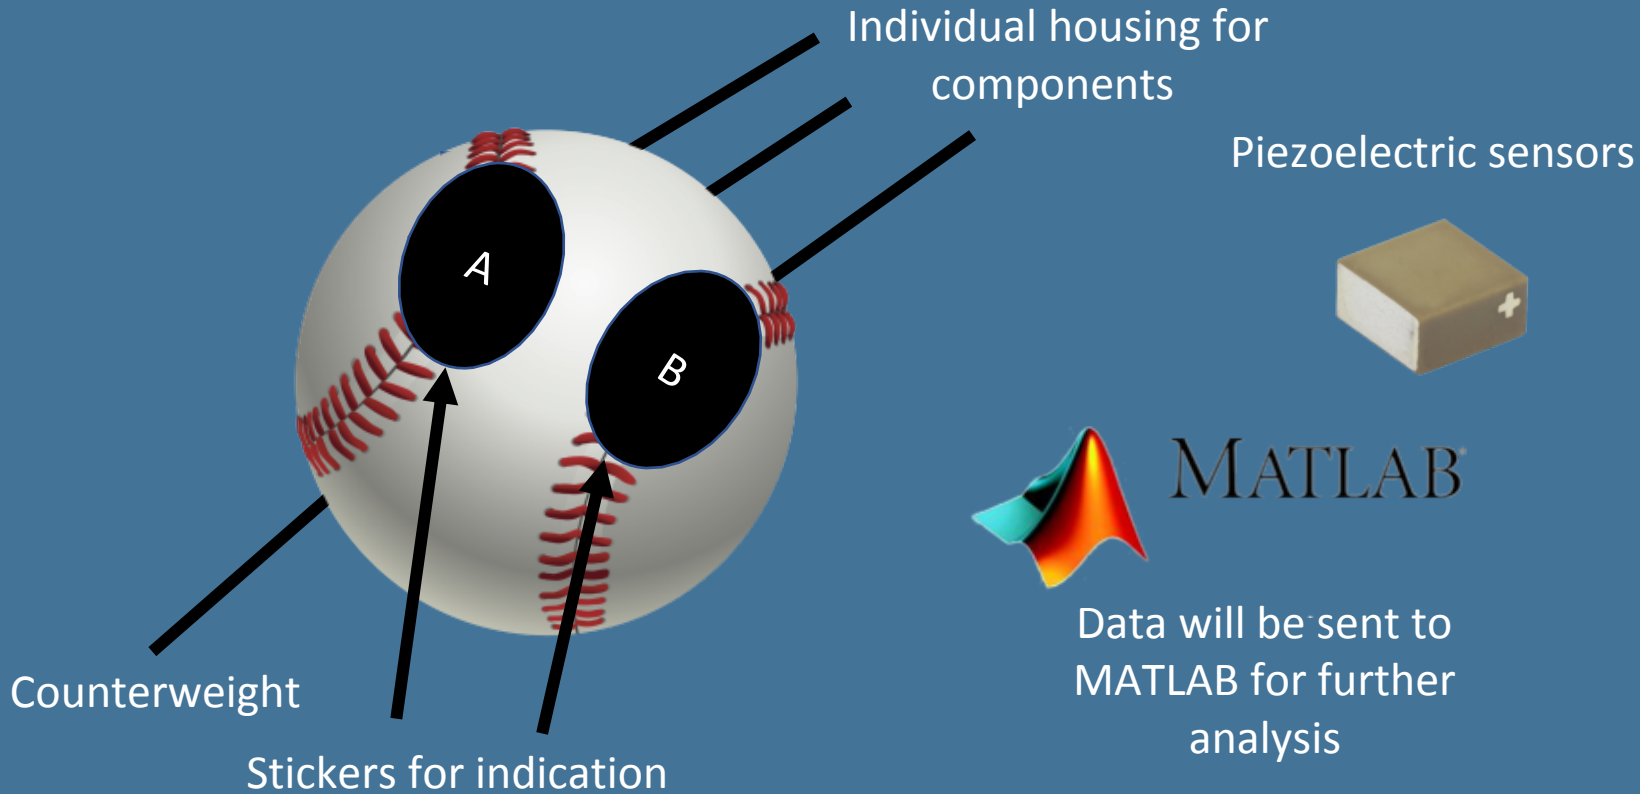 Individual housing for
components
Piezoelectric sensors
A
B
MATLAB
Data will be sent to
MATLAB for further
analysis
Counterweight
Stickers for indication